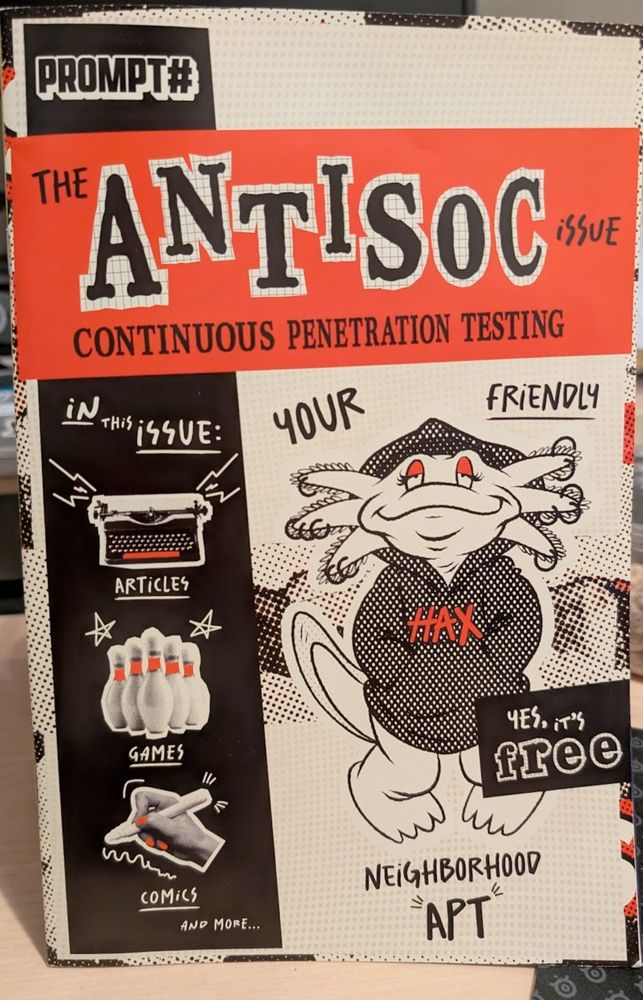 PROMPT#
THE ANTISOC ISSUE
CONTINUOUS PENETRATION TESTING
IN THIS ISSUE:
ARTICLES
GAMES
COMICS
AND MORE...
YOUR FRIENDLY
HAX
YES, IT'S
free
NEIGHBORHOOD
"APT"